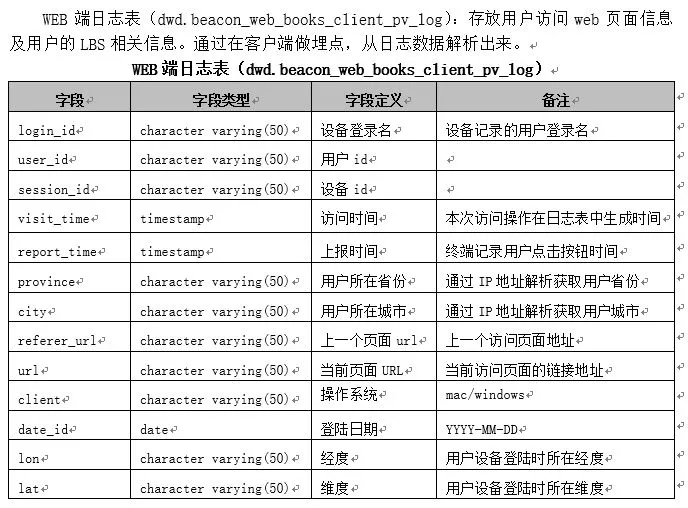 WEB 端日志表（dwd.beacon_web_books_client_pv_log）：存放用户访问 web 页面信息
及用户的 LBS 相关信息。通过在客户端做埋点，从日志数据解析出来。
WEB 端日志表（dwd.beacon_web_books_client_pv_log）
字段 字段类型 字段定义 备注
login_id character varying(50) 设备登录名 设备记录的用户登录名
user_id character varying(50) 用户 id
session_id character varying(50) 设备 id
visit_time timestamp 访问时间 本次访问操作在日志表中生成时间
report_time timestamp 上报时间 终端记录用户点击按钮时间
province character varying(50) 用户所在省份 通过 IP 地址解析获取用户省份
city character varying(50) 用户所在城市 通过 IP 地址解析获取用户城市
referer_url character varying(50) 上一个页面 url 上一个访问页面地址
url character varying(50) 当前页面 URL 当前访问页面的链接地址
client character varying(50) 操作系统 mac/windows
date_id date 登陆日期 YYYY-MM-DD
lon character varying(50) 经度 用户设备登陆时所在经度
lat character varying(50) 维度 用户设备登陆时所在维度